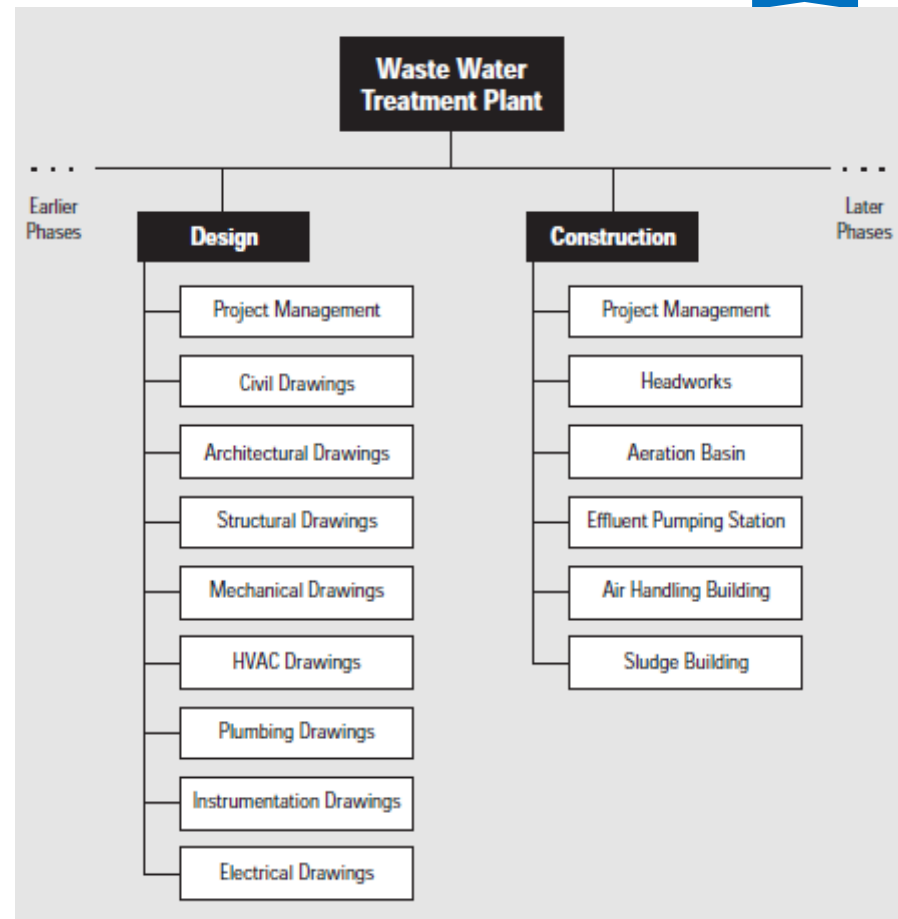 Waste Water
Treatment Plant
. . .
. . .
Earlier
Phases
Later
Phases
Design
Project Management
Civil Drawings
Architectural Drawings
Structural Drawings
Mechanical Drawings
HVAC Drawings
Plumbing Drawings
Instrumentation Drawings
Electrical Drawings
Construction
Project Management
Headworks
Aeration Basin
Effluent Pumping Station
Air Handling Building
Sludge Building